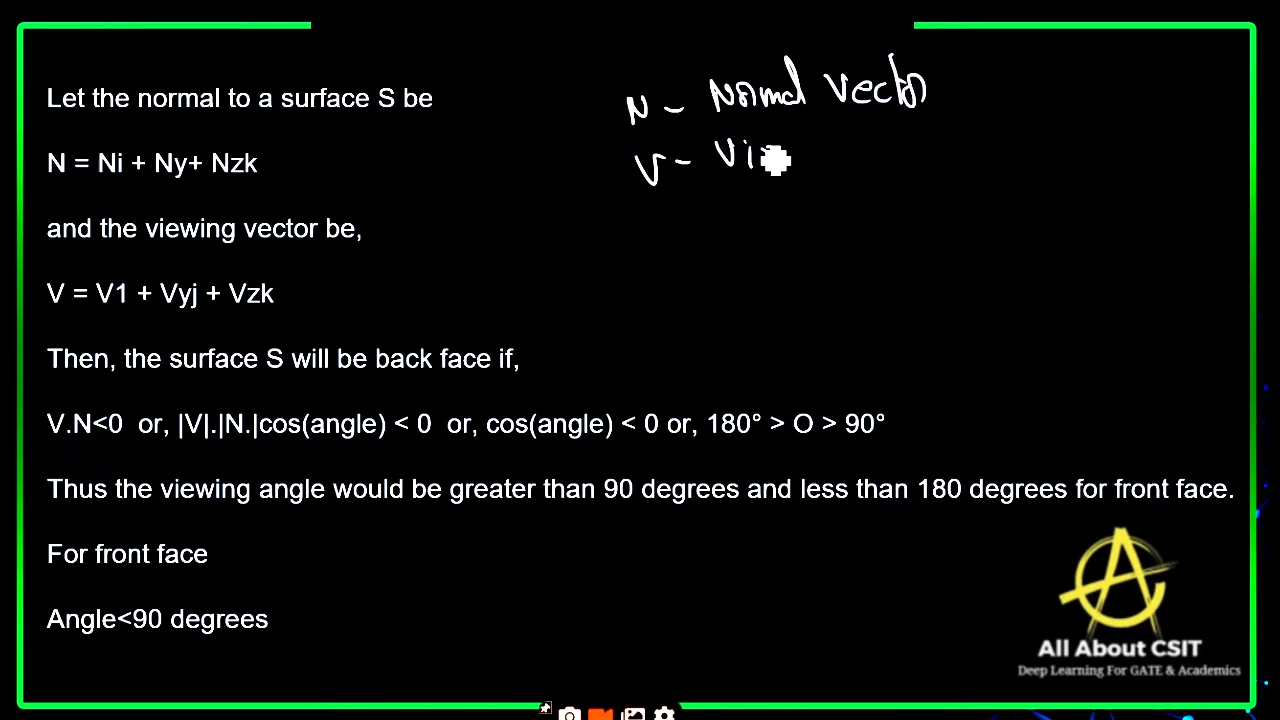 Let the normal to a surface S be
N - Normal Vector
N = Ni + Ny+ Nzk
V - Vi
and the viewing vector be,
V = V1 + Vyj + Vzk
Then, the surface S will be back face if,
V.N<0 or, |V|.|N.|cos(angle) < 0 or, cos(angle) < 0 or, 180° > O > 90°
Thus the viewing angle would be greater than 90 degrees and less than 180 degrees for front face.
For front face
Angle<90 degrees
All About CSIT
Deep Learning For GATE & Academics